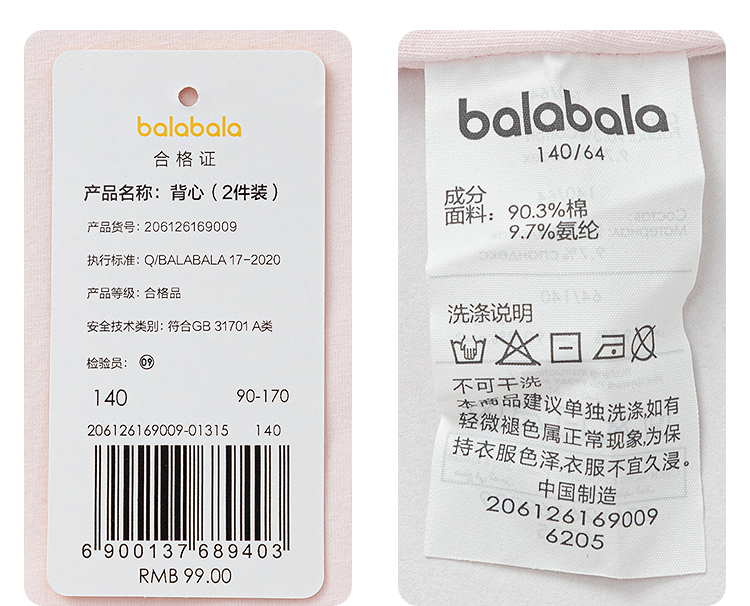 balabala
合格证
产品名称：背心（2件装）
产品货号：206126169009
执行标准：Q/BALABALA 17-2020
产品等级：合格品
安全技术类别：符合GB 31701 A类
检验员：09
140 90-170
206126169009-01315 140
6 900137 689403
RMB 99.00
balabala
140/64
成分
面料：90.3%棉
9.7%氨纶
洗涤说明
不可干洗
本商品建议单独洗涤,如有
轻微褪色属正常现象,为保
持衣服色泽,衣服不宜久浸。
中国制造
206126169009
6205